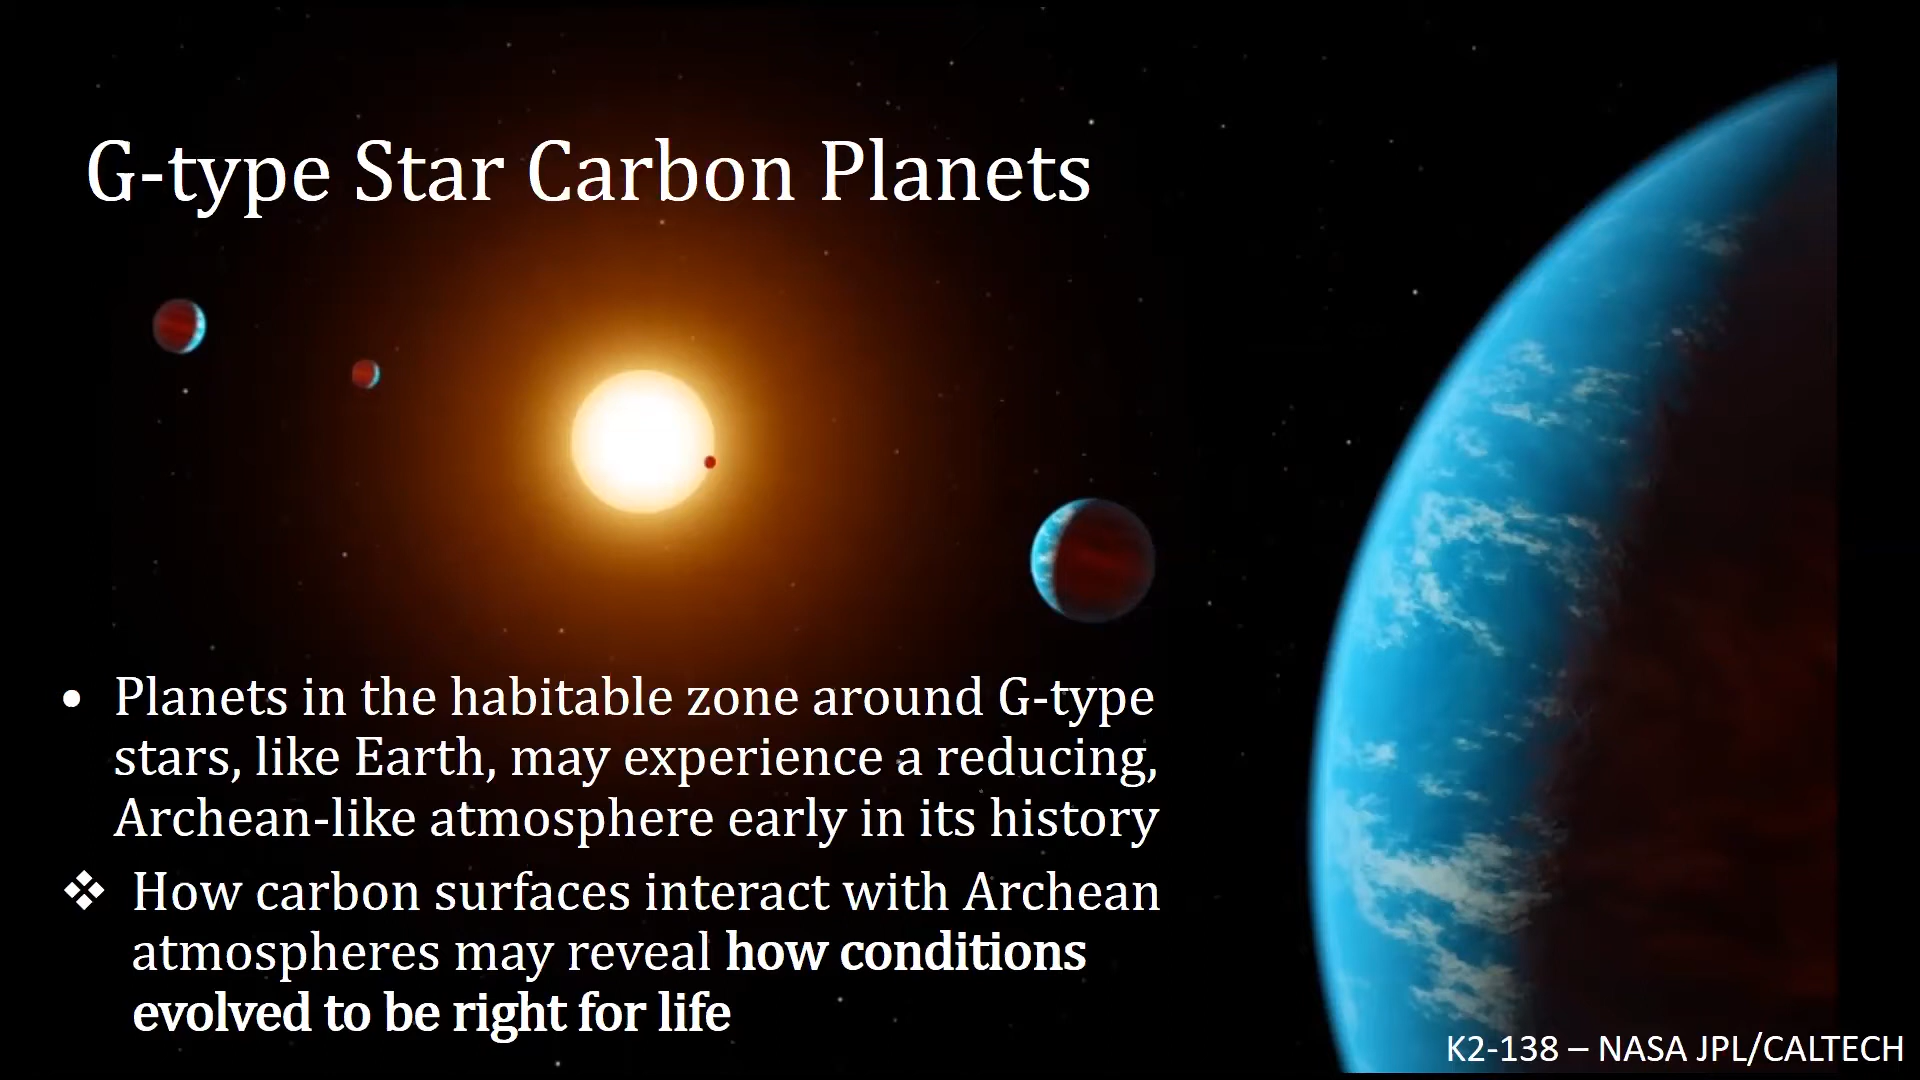 G-type Star Carbon Planets
• Planets in the habitable zone around G-type
stars, like Earth, may experience a reducing,
Archean-like atmosphere early in its history
❖ How carbon surfaces interact with Archean
atmospheres may reveal how conditions
evolved to be right for life
K2-138 – NASA JPL/CALTECH